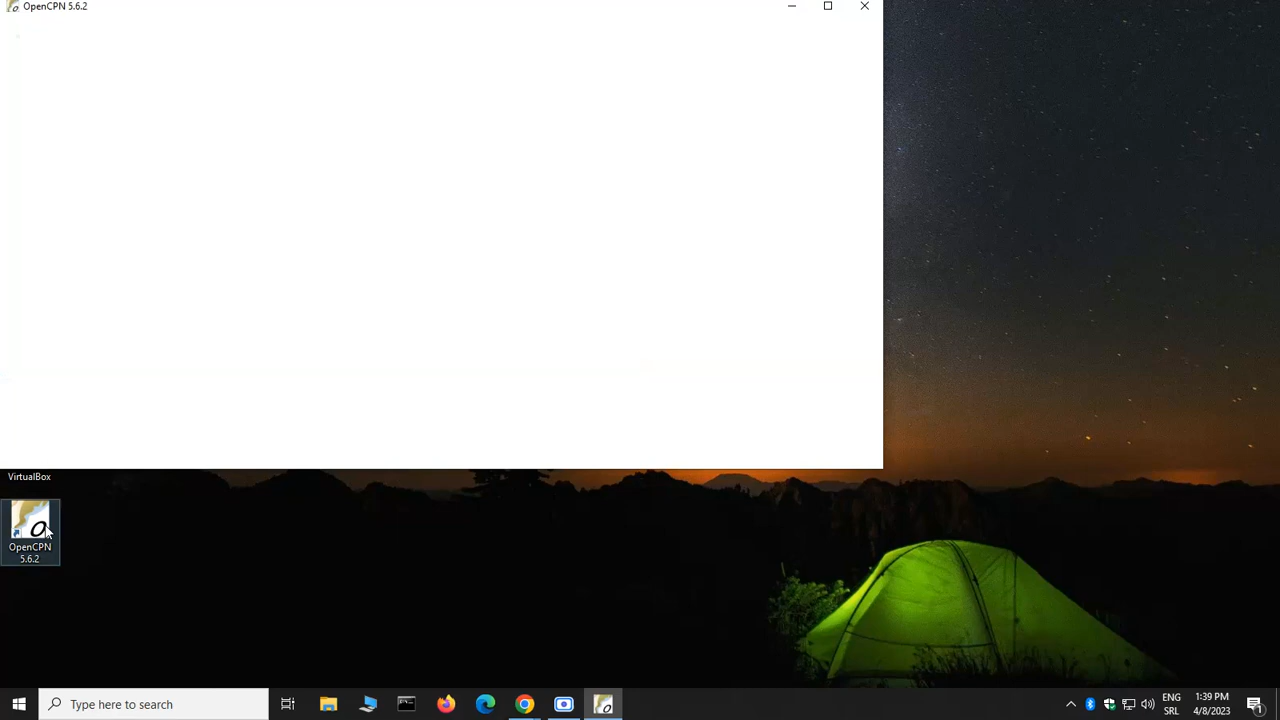 OpenCPN 5.6.2
VirtualBox
OpenCPN
5.6.2
Type here to search
ENG
SRL
1:39 PM
4/8/2023
1